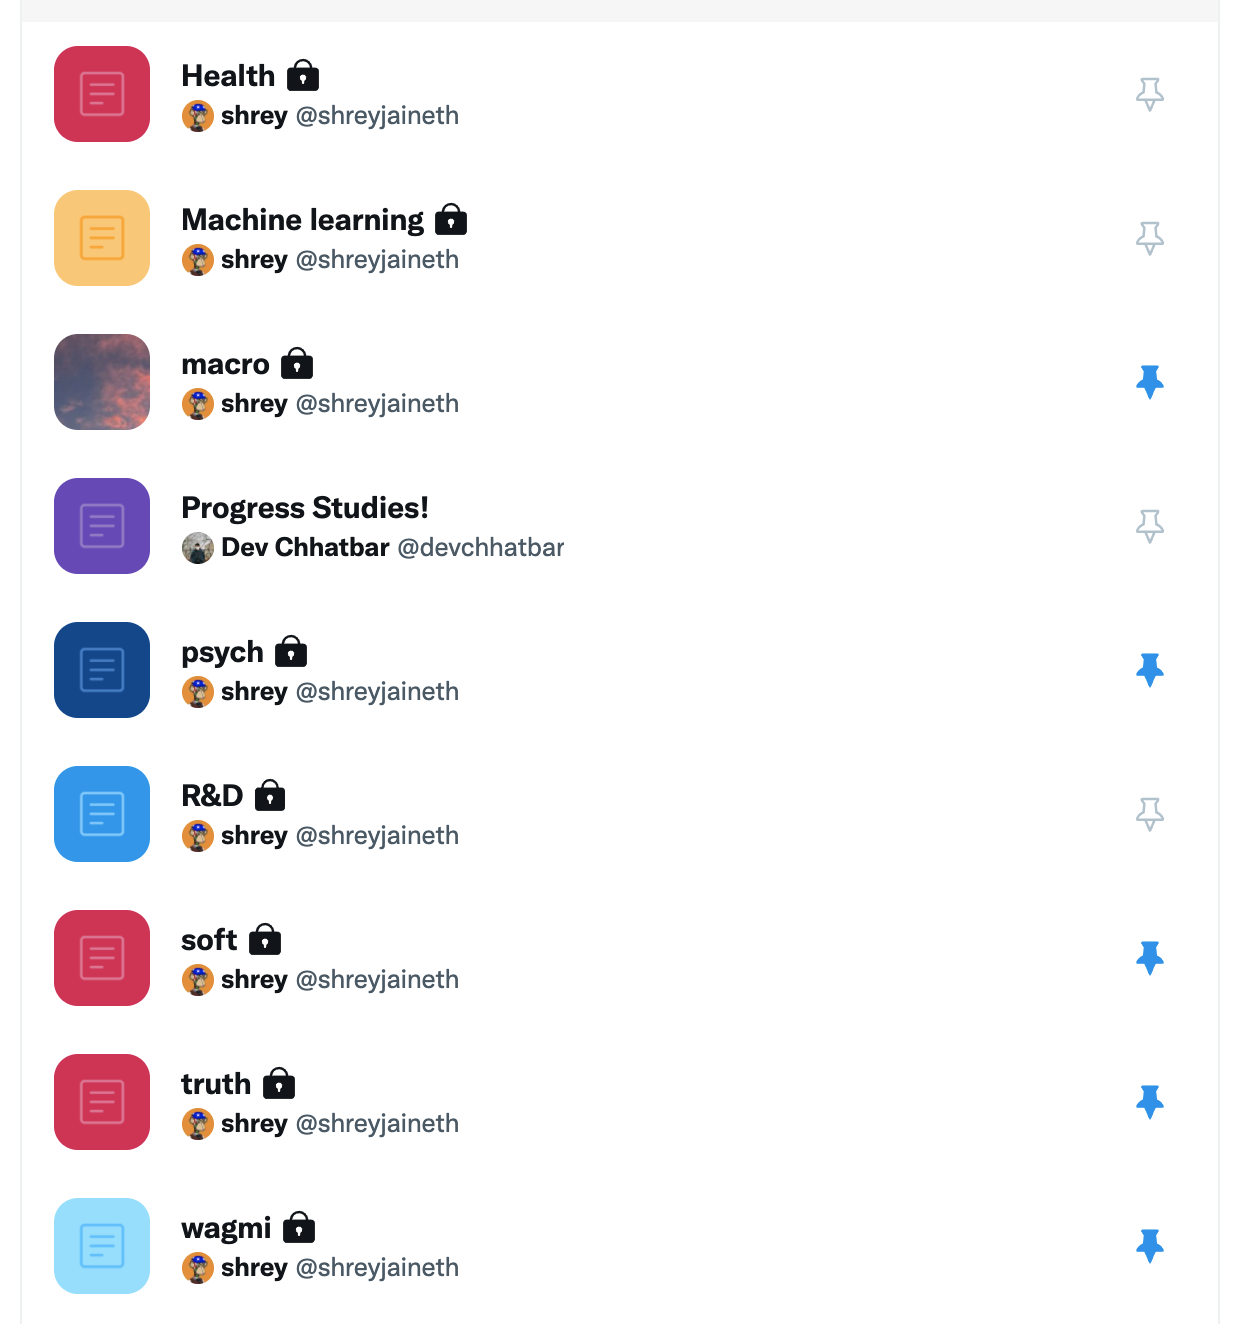 Health
shrey @shreyjaineth
Machine learning
shrey @shreyjaineth
macro
shrey @shreyjaineth
Progress Studies!
Dev Chhatbar @devchhatbar
psych
shrey @shreyjaineth
R&D
shrey @shreyjaineth
soft
shrey @shreyjaineth
truth
shrey @shreyjaineth
wagmi
shrey @shreyjaineth